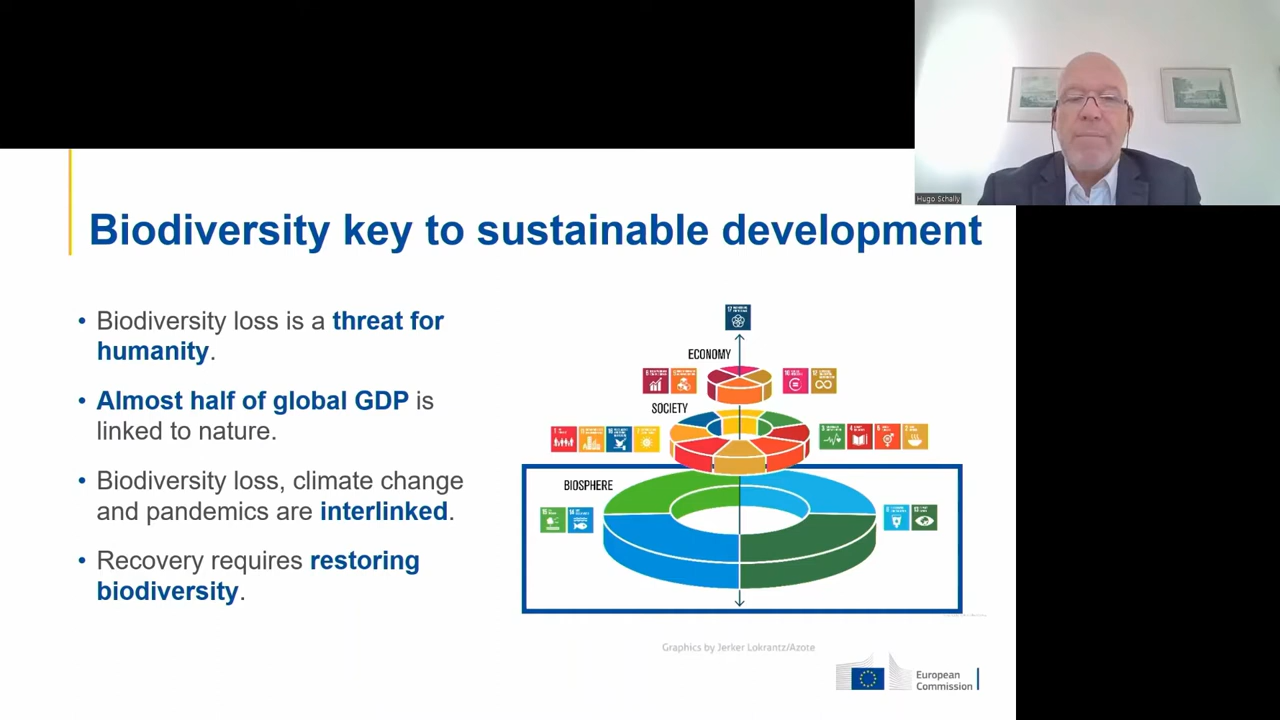 Hugo Schally
Biodiversity key to sustainable development
• Biodiversity loss is a threat for
humanity.
• Almost half of global GDP is
linked to nature.
• Biodiversity loss, climate change
and pandemics are interlinked.
• Recovery requires restoring
biodiversity.
ECONOMY
SOCIETY
BIOSPHERE
Graphics by Jerker Lokrantz/Azote
European
Commission